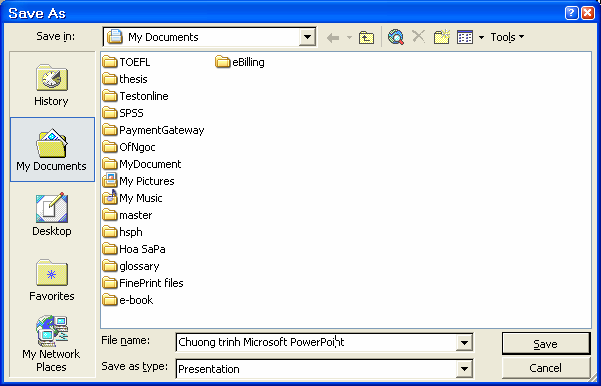 Save As
Save in: My Documents Tools
History
My Documents
Desktop
Favorites
My Network
Places
TOEFL
thesis
Testonline
SPSS
PaymentGateway
OfNgoc
MyDocument
My Pictures
My Music
master
hsph
Hoa SaPa
glossary
FinePrint files
e-book
eBilling
File name: Chuong trinh Microsoft PowerPoint
Save
Save as type: Presentation
Cancel